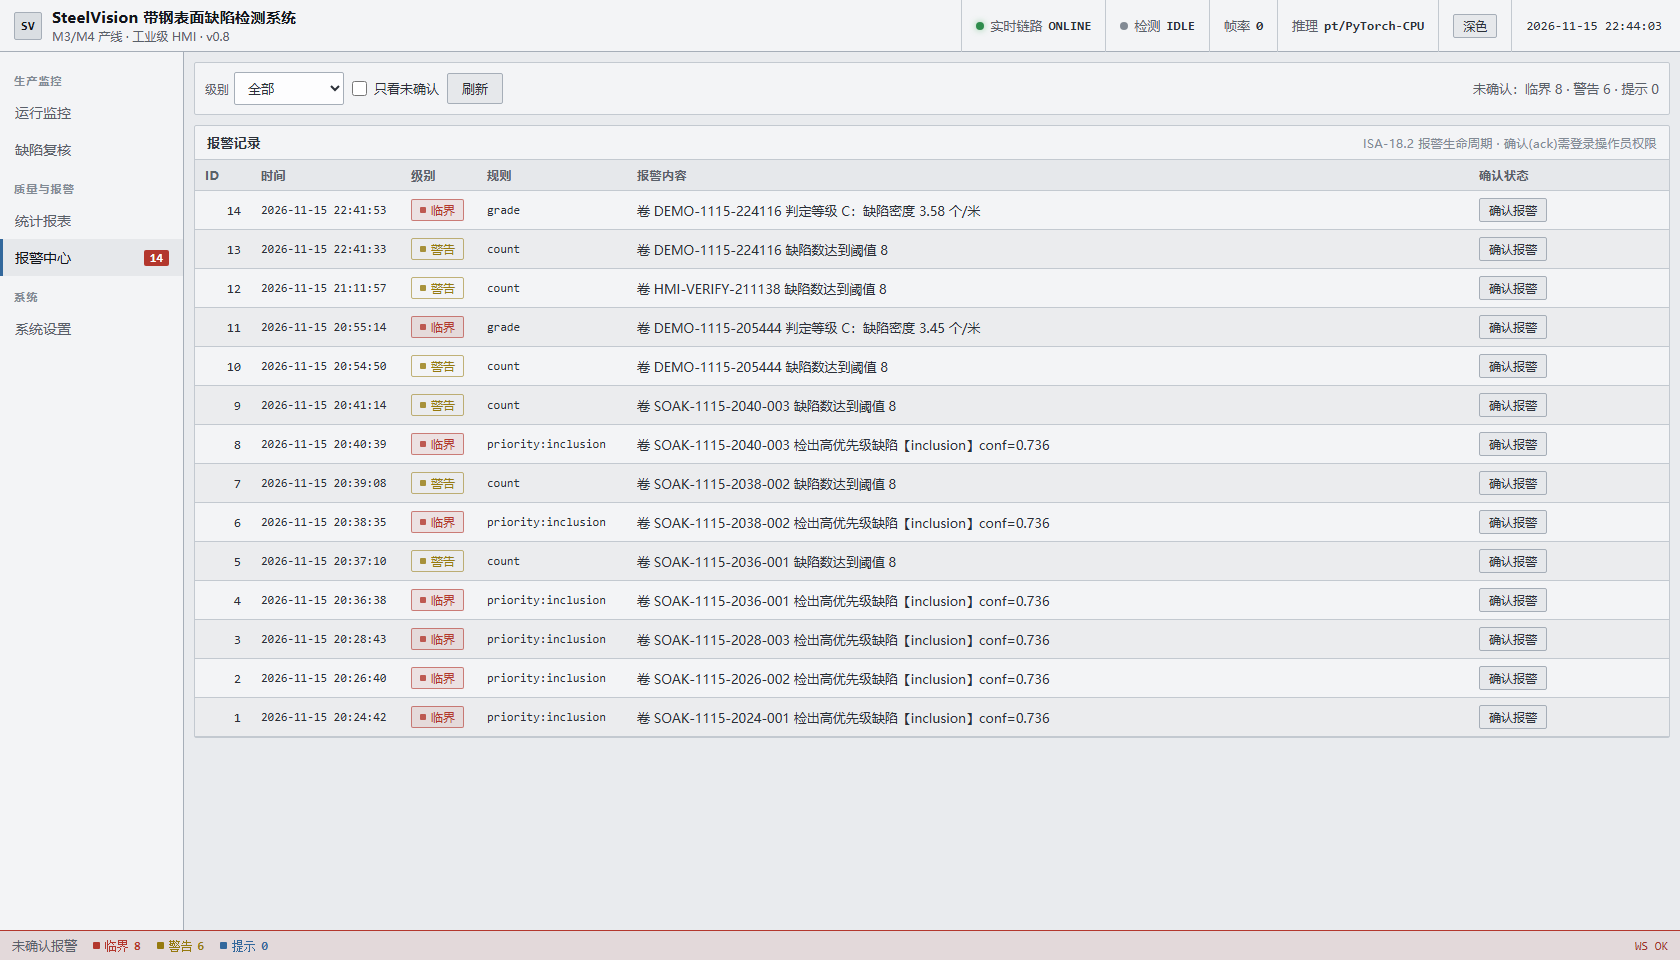 SV
SteelVision 带钢表面缺陷检测系统
M3/M4 产线 · 工业级 HMI · v0.8
实时链路 ONLINE
检测 IDLE
帧率 0
推理 pt/PyTorch-CPU
深色
2026-11-15 22:44:03
生产监控
运行监控
缺陷复核
质量与报警
统计报表
报警中心 14
系统
系统设置
级别 全部 只看未确认 刷新
未确认：临界 8 · 警告 6 · 提示 0
报警记录
ISA-18.2 报警生命周期 · 确认(ack)需登录操作员权限
ID 时间 级别 规则 报警内容 确认状态
14 2026-11-15 22:41:53 临界 grade 卷 DEMO-1115-224116 判定等级 C：缺陷密度 3.58 个/米 确认报警
13 2026-11-15 22:41:33 警告 count 卷 DEMO-1115-224116 缺陷数达到阈值 8 确认报警
12 2026-11-15 21:11:57 警告 count 卷 HMI-VERIFY-211138 缺陷数达到阈值 8 确认报警
11 2026-11-15 20:55:14 临界 grade 卷 DEMO-1115-205444 判定等级 C：缺陷密度 3.45 个/米 确认报警
10 2026-11-15 20:54:50 警告 count 卷 DEMO-1115-205444 缺陷数达到阈值 8 确认报警
9 2026-11-15 20:41:14 警告 count 卷 SOAK-1115-2040-003 缺陷数达到阈值 8 确认报警
8 2026-11-15 20:40:39 临界 priority:inclusion 卷 SOAK-1115-2040-003 检出高优先级缺陷【inclusion】conf=0.736 确认报警
7 2026-11-15 20:39:08 警告 count 卷 SOAK-1115-2038-002 缺陷数达到阈值 8 确认报警
6 2026-11-15 20:38:35 临界 priority:inclusion 卷 SOAK-1115-2038-002 检出高优先级缺陷【inclusion】conf=0.736 确认报警
5 2026-11-15 20:37:10 警告 count 卷 SOAK-1115-2036-001 缺陷数达到阈值 8 确认报警
4 2026-11-15 20:36:38 临界 priority:inclusion 卷 SOAK-1115-2036-001 检出高优先级缺陷【inclusion】conf=0.736 确认报警
3 2026-11-15 20:28:43 临界 priority:inclusion 卷 SOAK-1115-2028-003 检出高优先级缺陷【inclusion】conf=0.736 确认报警
2 2026-11-15 20:26:40 临界 priority:inclusion 卷 SOAK-1115-2026-002 检出高优先级缺陷【inclusion】conf=0.736 确认报警
1 2026-11-15 20:24:42 临界 priority:inclusion 卷 SOAK-1115-2024-001 检出高优先级缺陷【inclusion】conf=0.736 确认报警
未确认报警 临界 8 警告 6 提示 0
WS OK